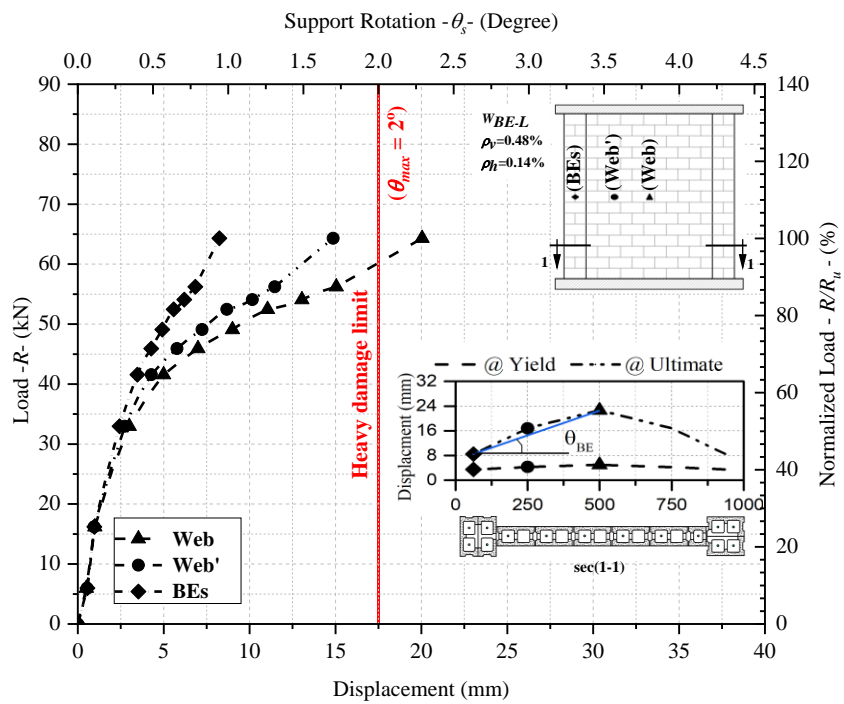 Support Rotation -θs- (Degree)
0.0 0.5 1.0 1.5 2.0 2.5 3.0 3.5 4.0 4.5
90
80
70
60
50
40
30
20
10
0
Load -R- (kN)
140
120
100
80
60
40
20
0
Normalized Load - R/Ru - (%)
(θmax = 2º)
Heavy damage limit
WBE-L
ρv=0.48%
ρh=0.14%
(BEs)
(Web')
(Web)
1 1
@ Yield @ Ultimate
32
24
16
8
0
Displacment (mm)
θBE
0 250 500 750 1000
sec(1-1)
Web
Web'
BEs
0 5 10 15 20 25 30 35 40
Displacement (mm)